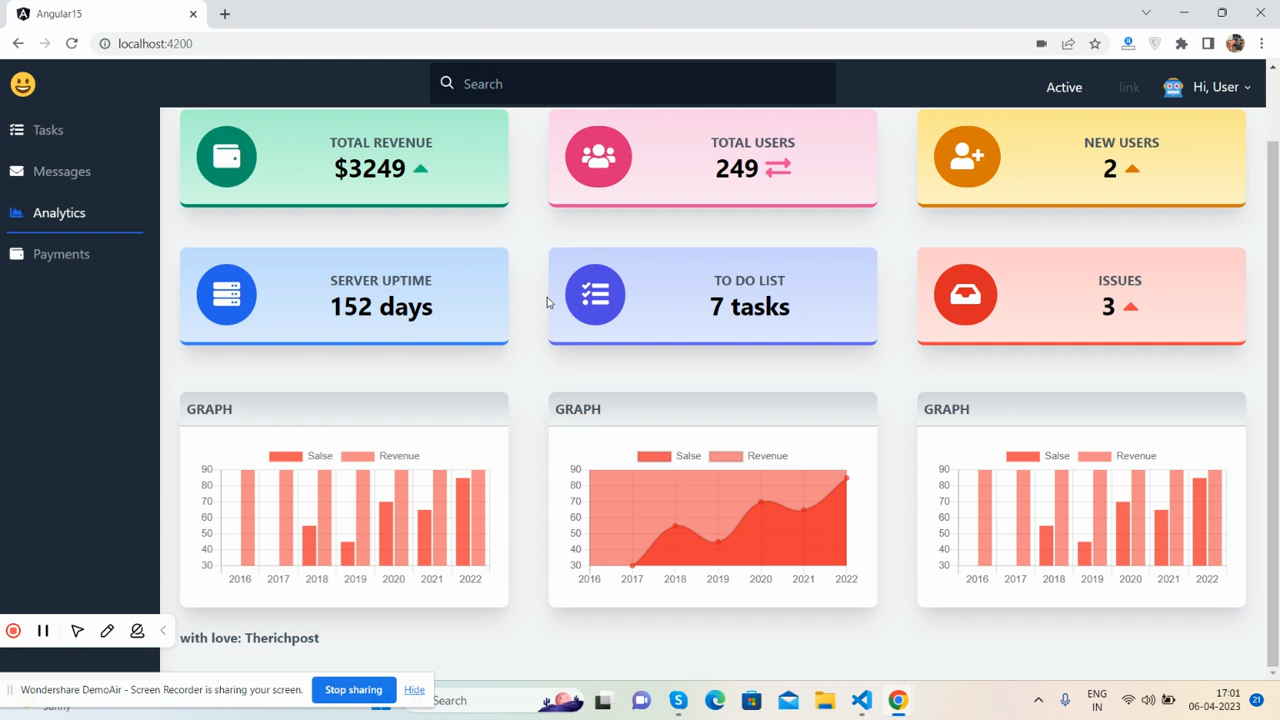 Angular15
localhost:4200
Search
Active
link
Hi, User
Tasks
Messages
Analytics
Payments
TOTAL REVENUE
$3249
TOTAL USERS
249
NEW USERS
2
SERVER UPTIME
152 days
TO DO LIST
7 tasks
ISSUES
3
GRAPH
Salse Revenue
90
80
70
60
50
40
30
2016 2017 2018 2019 2020 2021 2022
GRAPH
Salse Revenue
90
80
70
60
50
40
30
2016 2017 2018 2019 2020 2021 2022
GRAPH
Salse Revenue
90
80
70
60
50
40
30
2016 2017 2018 2019 2020 2021 2022
with love: Therichpost
Wondershare DemoAir - Screen Recorder is sharing your screen.
Stop sharing
Hide
Sunny
Search
ENG
IN
17:01
06-04-2023
21